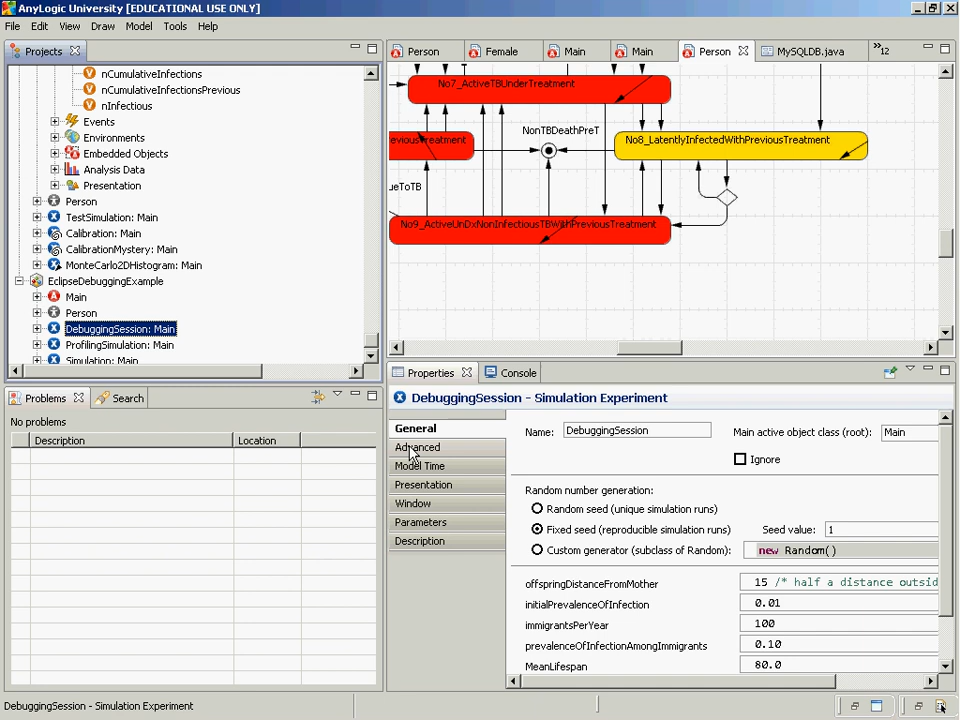 AnyLogic University [EDUCATIONAL USE ONLY]
File Edit View Draw Model Tools Help
Projects
nCumulativeInfections
nCumulativeInfectionsPrevious
nInfectious
Events
Environments
Embedded Objects
Analysis Data
Presentation
Person
TestSimulation: Main
Calibration: Main
CalibrationMystery: Main
MonteCarlo2DHistogram: Main
EclipseDebuggingExample
Main
Person
DebuggingSession: Main
ProfilingSimulation: Main
Simulation: Main
Person Female Main Main Person MySQLDB.java »12
No7_ActiveTBUnderTreatment
NonTBDeathPreT
eviousTreatment
No8_LatentlyInfectedWithPreviousTreatment
ueToTB
No9_ActiveUnDxNonInfectiousTBWithPreviousTreatment
Problems Search
No problems
Description Location
Properties Console
DebuggingSession - Simulation Experiment
General
Advanced
Model Time
Presentation
Window
Parameters
Description
Name: DebuggingSession Main active object class (root): Main
Ignore
Random number generation:
Random seed (unique simulation runs)
Fixed seed (reproducible simulation runs) Seed value: 1
Custom generator (subclass of Random): new Random()
offspringDistanceFromMother 15 /* half a distance outsid
initialPrevalenceOfInfection 0.01
immigrantsPerYear 100
prevalenceOfInfectionAmongImmigrants 0.10
MeanLifespan 80.0
DebuggingSession - Simulation Experiment